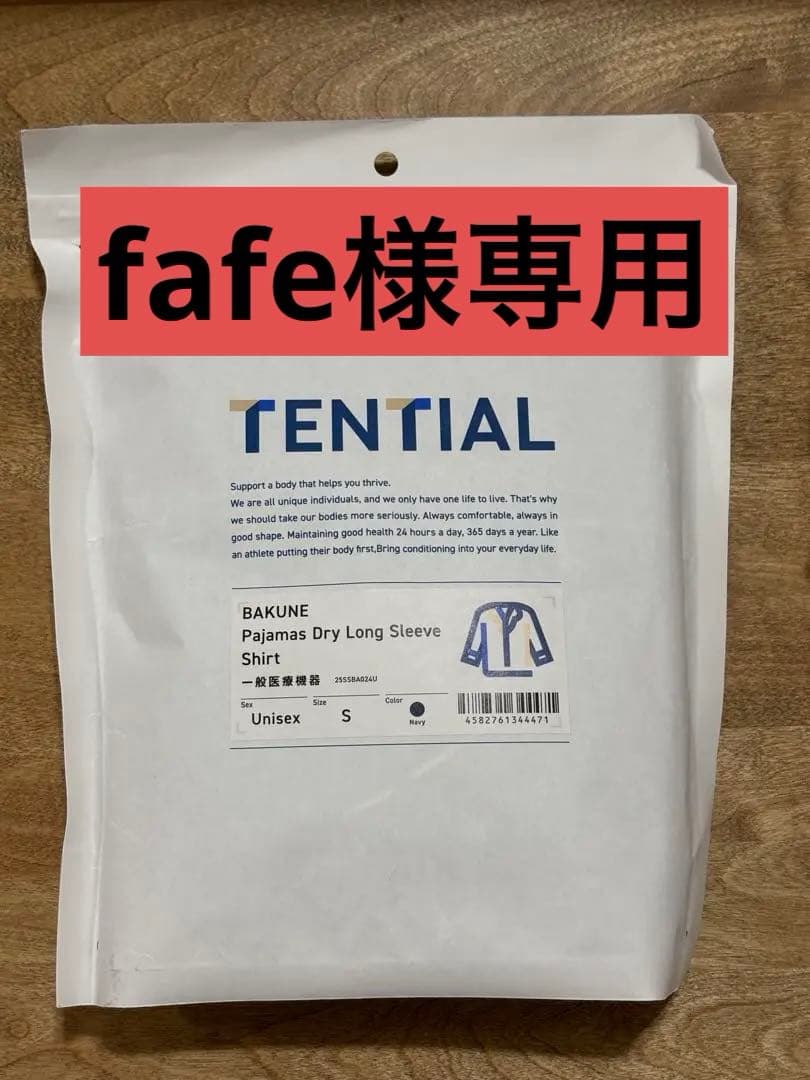 fafe様専用
TENTIAL
Support a body that helps you thrive.
We are all unique individuals, and we only have one life to live. That's why
we should take our bodies more seriously. Always comfortable, always in
good shape. Maintaining good health 24 hours a day, 365 days a year. Like
an athlete putting their body first,Bring conditioning into your everyday life.
BAKUNE
Pajamas Dry Long Sleeve
Shirt
一般医療機器 25SSBA024U
Sex Size Color
Unisex S Navy
4582761344471